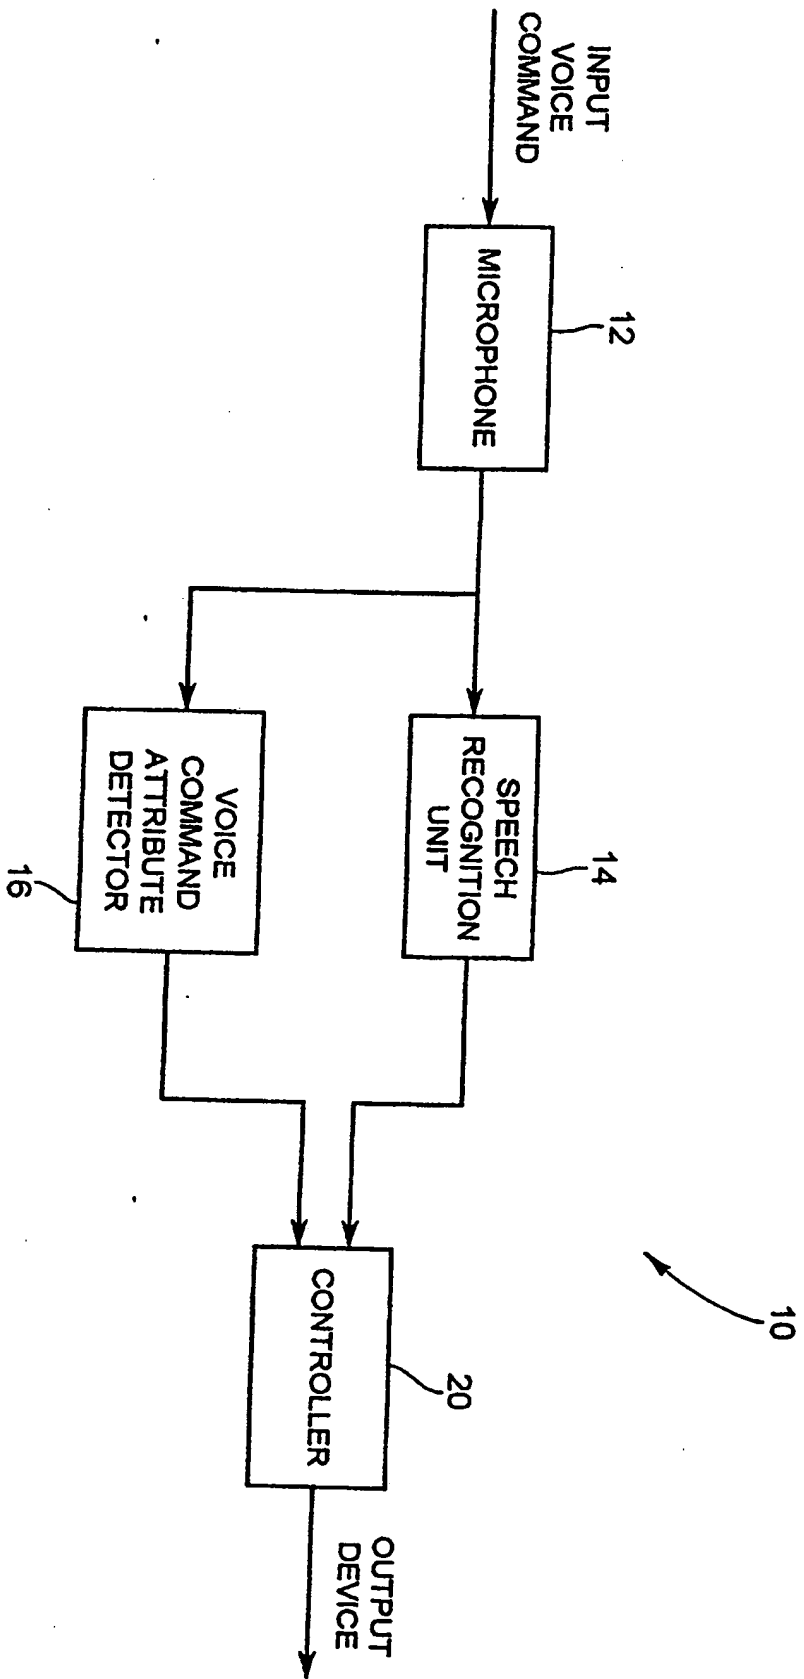 INPUT
VOICE
COMMAND
12
MICROPHONE
14
SPEECH
RECOGNITION
UNIT
VOICE
COMMAND
ATTRIBUTE
DETECTOR
16
10
20
CONTROLLER
OUTPUT
DEVICE